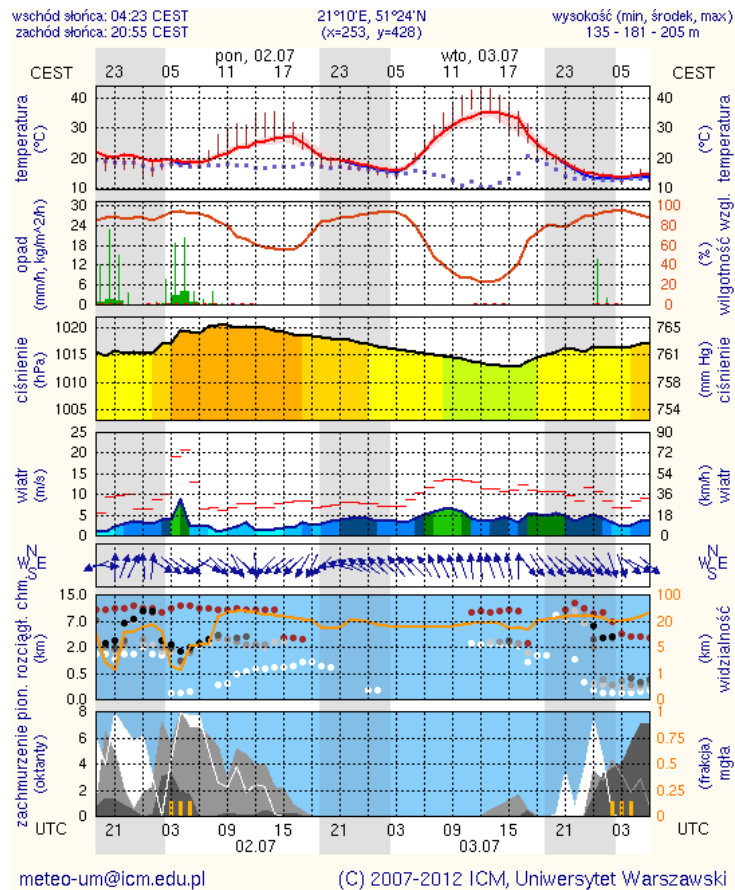 wschód słońca: 04:23 CEST 21°10'E, 51°24'N wysokość (min, środek, max)
zachód słońca: 20:55 CEST (x=253, y=428) 135 - 181 - 205 m
pon, 02.07 wto, 03.07
CEST 23 05 11 17 23 05 11 17 23 05 CEST
temperatura
(°C)
40
30
20
10
40
30
20
10
(°C)
temperatura
opad
(mm/h, kg/m^2/h)
30
24
18
12
6
0
100
80
60
40
20
0
(%)
wilgotność wzgl.
ciśnienie
(hPa)
1020
1015
1010
1005
765
761
758
754
(mm Hg)
ciśnienie
wiatr
(m/s)
25
20
15
10
5
0
90
72
54
36
18
0
(km/h)
wiatr
N
W E
S
N
W E
S
pion. rozciągł. chm.
(km)
15.0
7.0
2.0
0.5
0.0
100
20
5
1
0
(km)
widzialność
zachmurzenie
(oktanty)
8
6
4
2
0
1
0.75
0.5
0.25
0
(frakcja)
mgła
UTC 21 03 09 15 21 03 09 15 21 03 UTC
02.07 03.07
meteo-um@icm.edu.pl (C) 2007-2012 ICM, Uniwersytet Warszawski